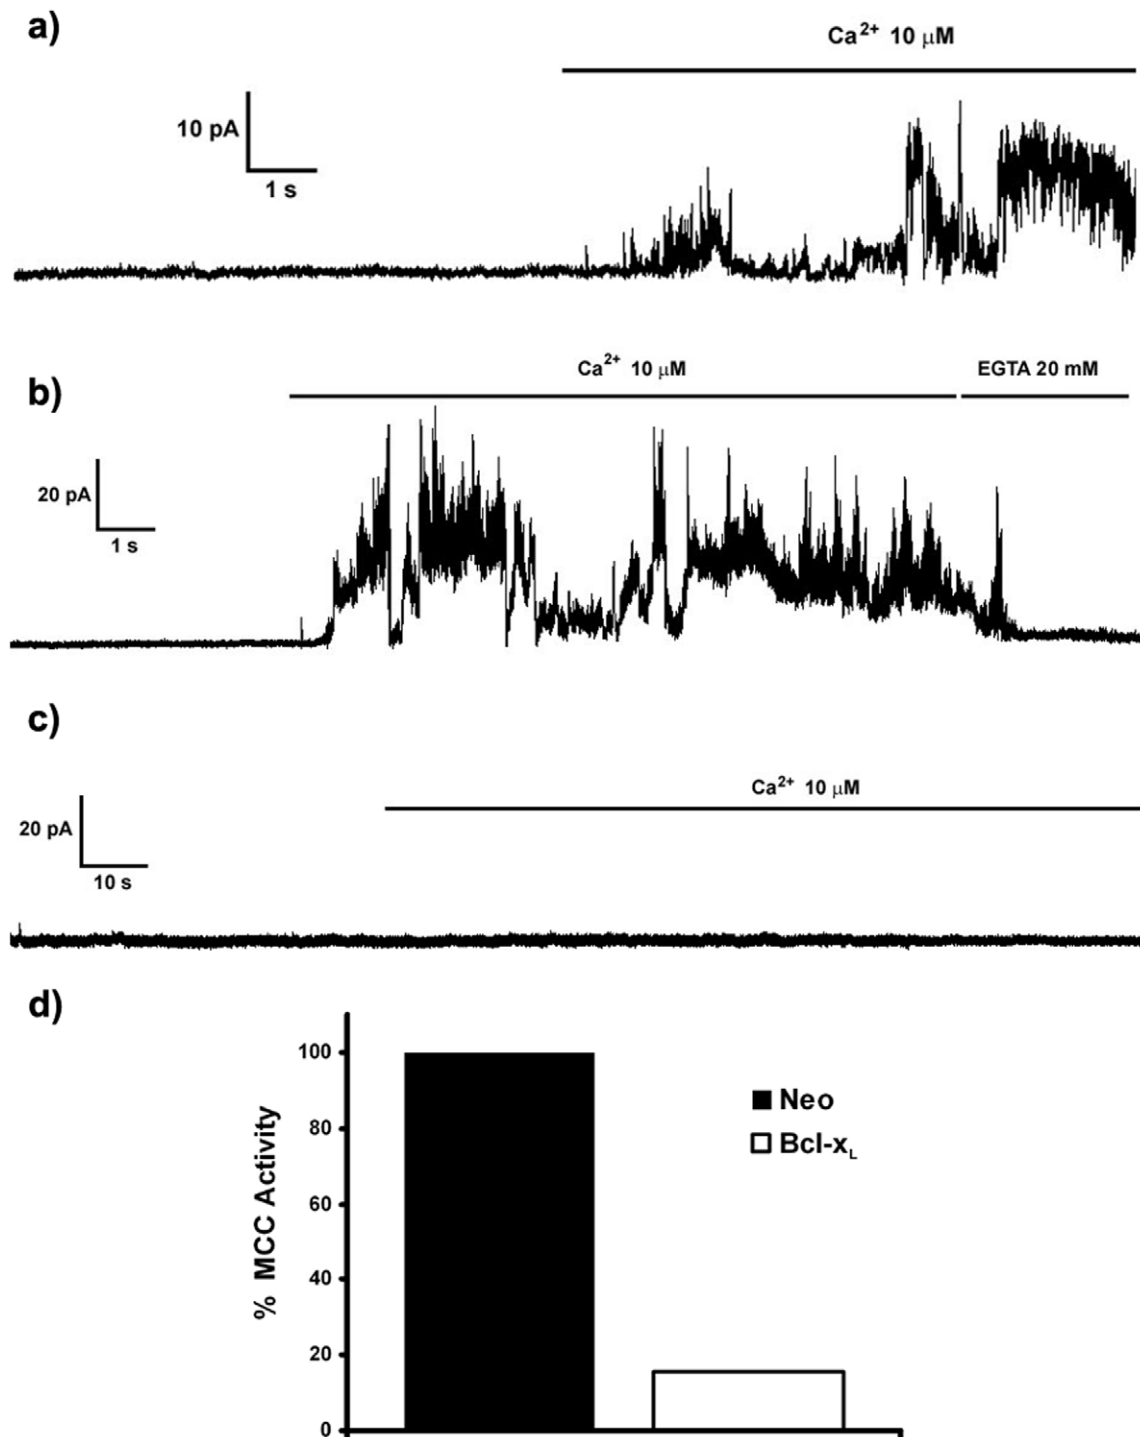 a)
Ca²⁺ 10 μM
10 pA
1 s
b)
Ca²⁺ 10 μM
EGTA 20 mM
20 pA
1 s
c)
Ca²⁺ 10 μM
20 pA
10 s
d)
% MCC Activity
100
80
60
40
20
0
Neo
Bcl-x_L